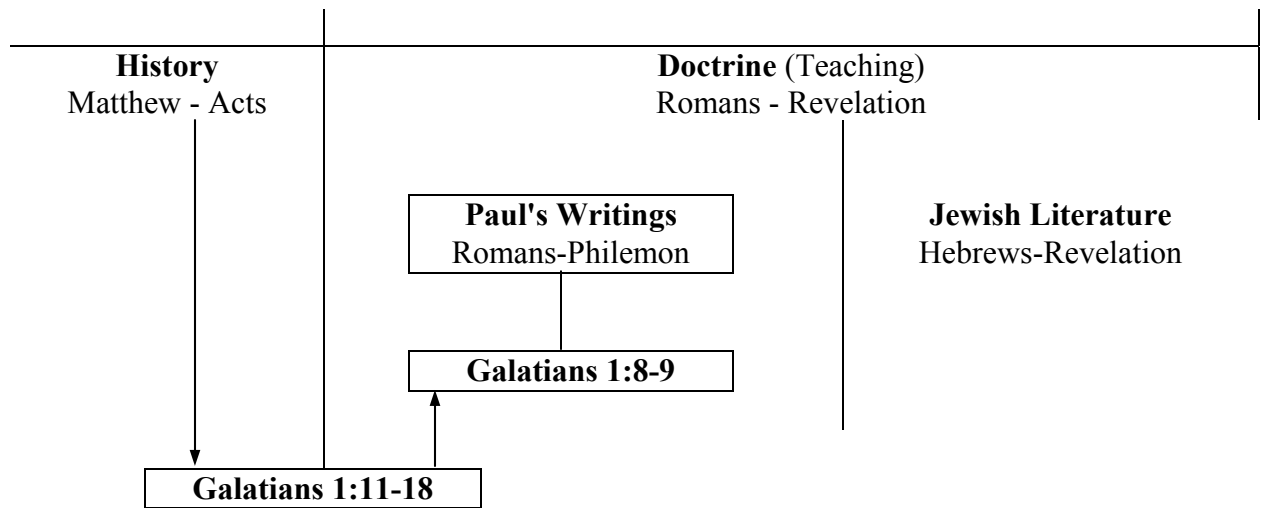 History
Matthew - Acts
Doctrine (Teaching)
Romans - Revelation
Paul's Writings
Romans-Philemon
Jewish Literature
Hebrews-Revelation
Galatians 1:8-9
Galatians 1:11-18